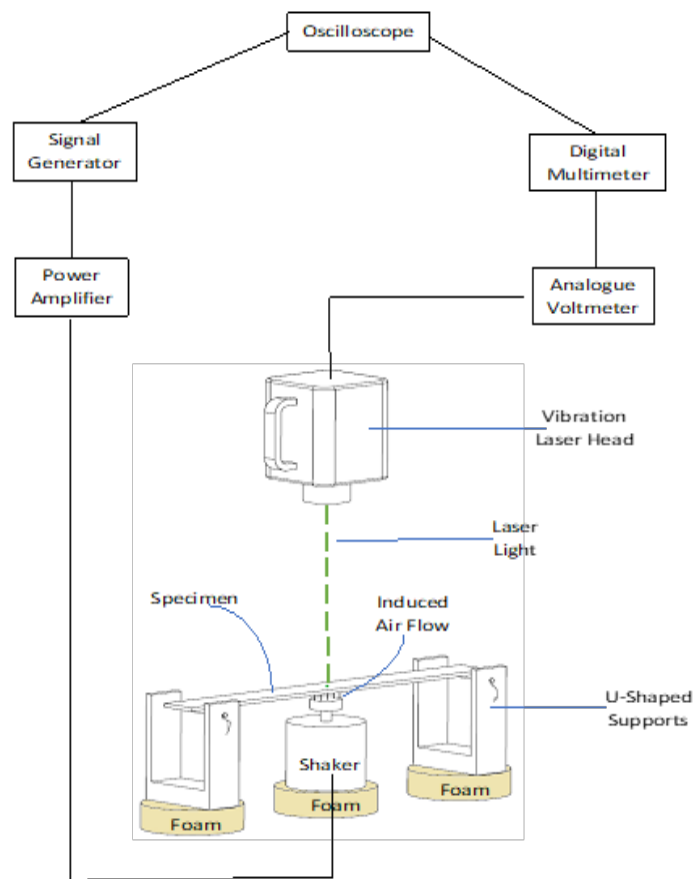 Oscilloscope
Signal
Generator
Digital
Multimeter
Power
Amplifier
Analogue
Voltmeter
Vibration
Laser Head
Laser
Light
Specimen
Induced
Air Flow
U-Shaped
Supports
Shaker
Foam
Foam
Foam